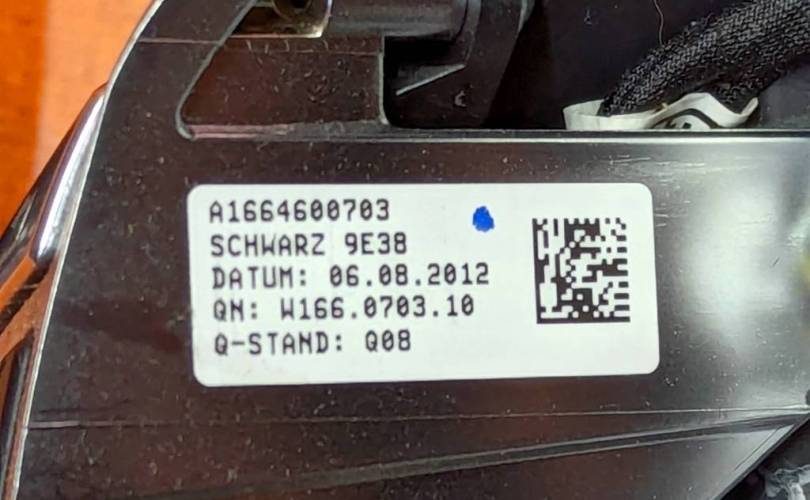 A1664600703
SCHWARZ 9E38
DATUM: 06.08.2012
QN: W166.0703.10
Q-STAND: Q08